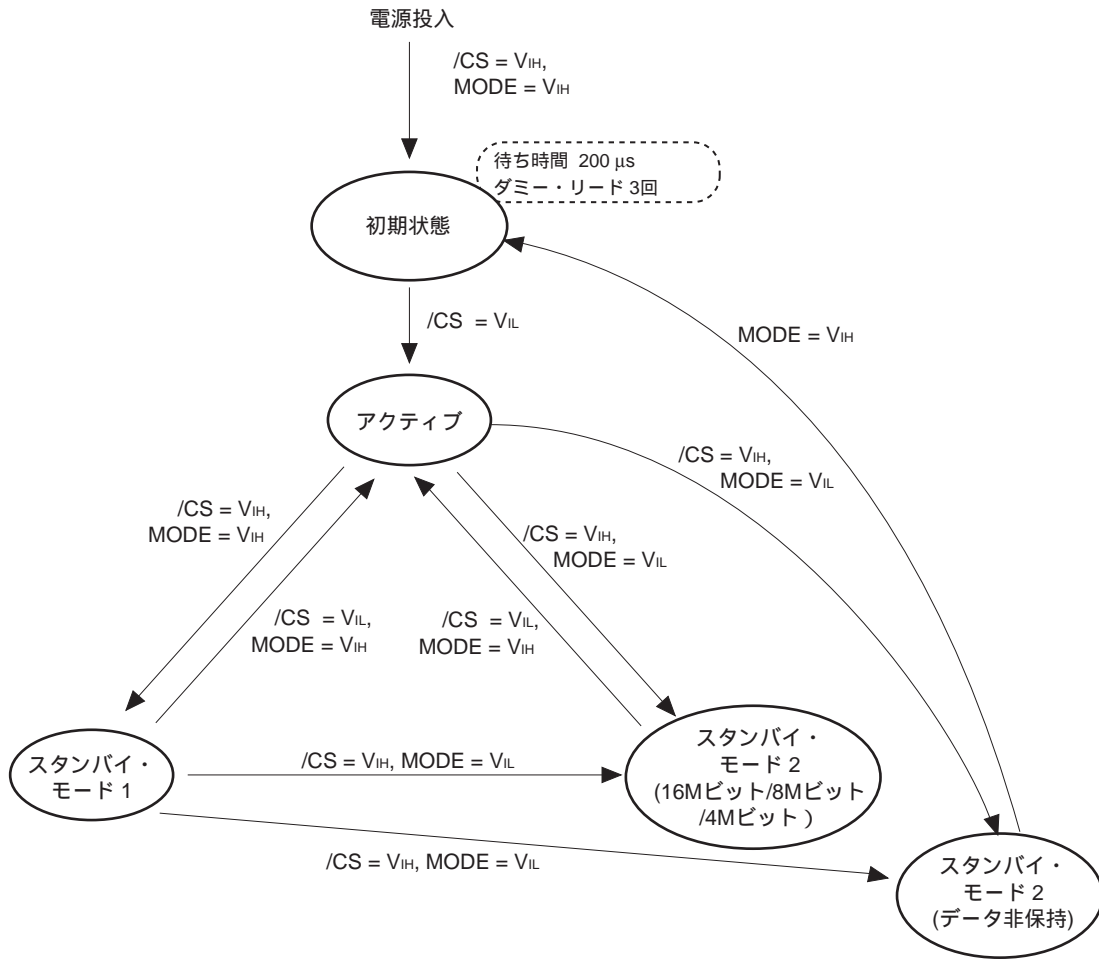 電源投入
/CS = VIH,
MODE = VIH
待ち時間 200 μs
ダミー・リード 3回
初期状態
/CS = VIL
MODE = VIH
アクティブ
/CS = VIH,
MODE = VIL
/CS = VIH,
MODE = VIH
/CS = VIH,
MODE = VIL
/CS = VIL,
MODE = VIH
/CS = VIL,
MODE = VIH
スタンバイ・
モード 1
/CS = VIH, MODE = VIL
スタンバイ・
モード 2
(16Mビット/8Mビット
/4Mビット )
/CS = VIH, MODE = VIL
スタンバイ・
モード 2
(データ非保持)